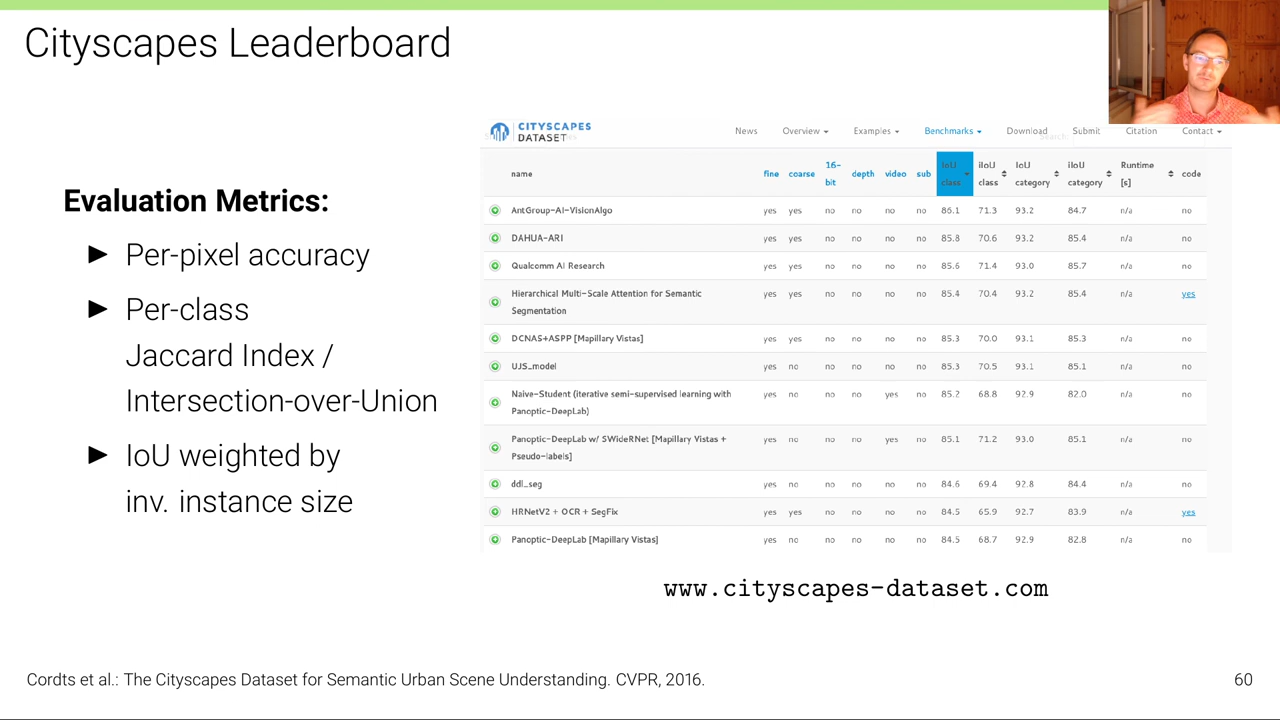 Cityscapes Leaderboard
Evaluation Metrics:
► Per-pixel accuracy
► Per-class
Jaccard Index /
Intersection-over-Union
► IoU weighted by
inv. instance size
CITYSCAPES
DATASET
News Overview Examples Benchmarks Download Submit Citation Contact
name fine coarse 16-bit depth video sub IoU class iIoU class IoU category iIoU category Runtime [s] code
AntGroup-AI-VisionAlgo yes yes no no no no 86.1 71.3 93.2 84.7 n/a no
DAHUA-ARI yes yes no no no no 85.8 70.6 93.2 85.4 n/a no
Qualcomm AI Research yes yes no no no no 85.6 71.4 93.0 85.7 n/a no
Hierarchical Multi-Scale Attention for Semantic yes yes no no no no 85.4 70.4 93.2 85.4 n/a yes
Segmentation
DCNAS+ASPP [Mapillary Vistas] yes yes no no no no 85.3 70.0 93.1 85.3 n/a no
UJS_model yes no no no no no 85.3 70.5 93.1 85.1 n/a no
Naive-Student (iterative semi-supervised learning with yes no no no yes no 85.2 68.8 92.9 82.0 n/a no
Panoptic-DeepLab)
Panoptic-DeepLab w/ SWideRNet [Mapillary Vistas + yes no no no yes no 85.1 71.2 93.0 85.1 n/a no
Pseudo-labels]
ddl_seg yes no no no no no 84.6 69.4 92.8 84.4 n/a no
HRNetV2 + OCR + SegFix yes yes no no no no 84.5 65.9 92.7 83.9 n/a yes
Panoptic-DeepLab [Mapillary Vistas] yes no no no no no 84.5 68.7 92.9 82.8 n/a no
www.cityscapes-dataset.com
Cordts et al.: The Cityscapes Dataset for Semantic Urban Scene Understanding. CVPR, 2016.
60